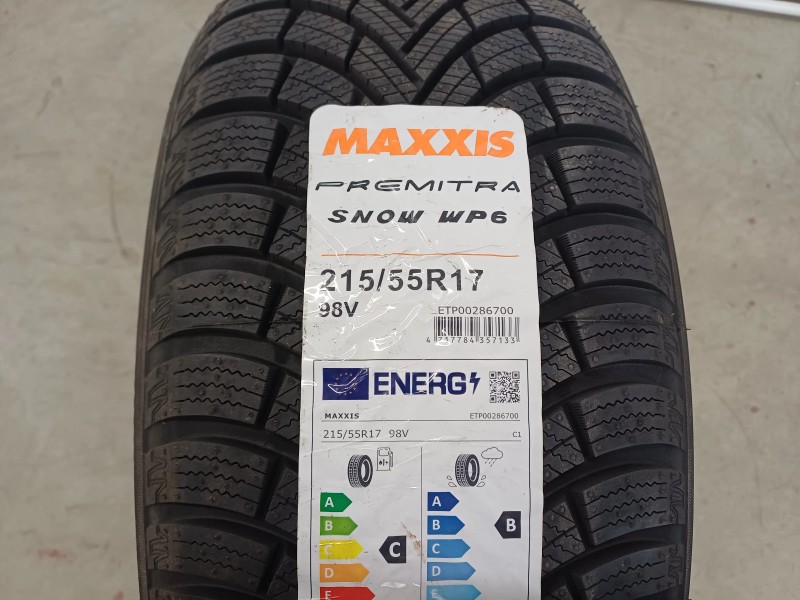 MAXXIS
PREMITRA
SNOW WP6
215/55R17
98V
ETP00286700
4 717784 357133
ENERG
MAXXIS
ETP00286700
215/55R17 98V
C1
A
B
C
D
E
C
A
B
C
D
E
B